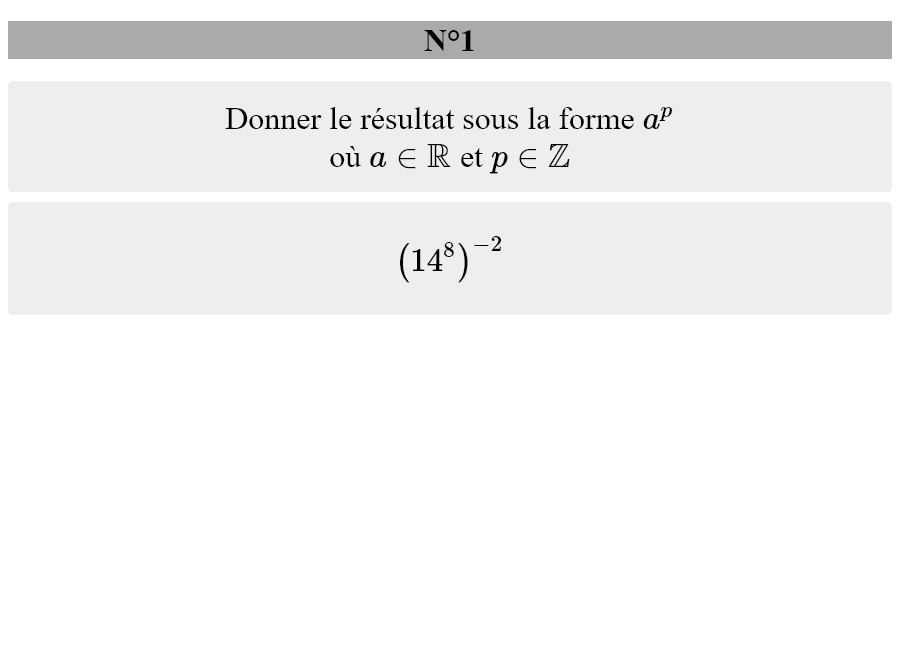 N°1
Donner le résultat sous la forme $a^p$
où $a \in \mathbb{R}$ et $p \in \mathbb{Z}$
$\left(14^8\right)^{-2}$